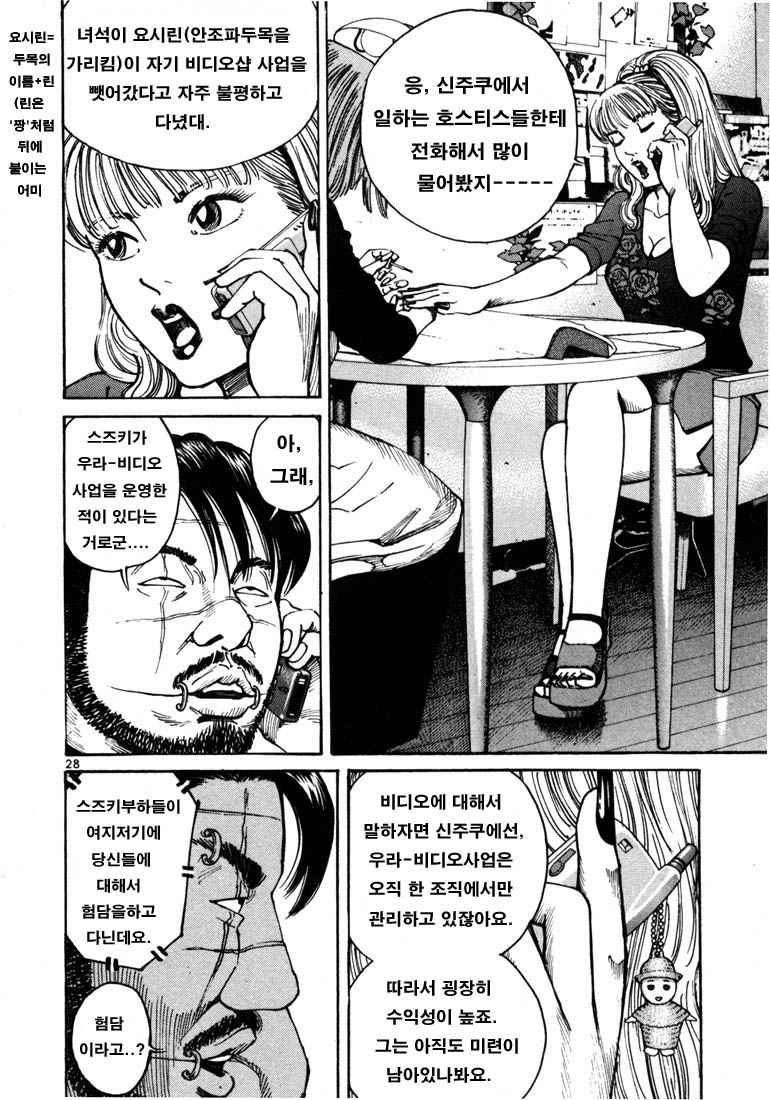 응, 신주쿠에서
일하는 호스티스들한테
전화해서 많이
물어봤지-----
녀석이 요시린(안조파두목을
가리킴)이 자기 비디오샵 사업을
뺏어갔다고 자주 불평하고
다녔대.
요시린=
두목의
이름+린
(린은
'짱'처럼
뒤에
붙이는
어미
아,
그래,
스즈키가
우라-비디오
사업을 운영한
적이 있다는
거로군....
28
비디오에 대해서
말하자면 신주쿠에선,
우라-비디오사업은
오직 한 조직에서만
관리하고 있잖아요.
따라서 굉장히
수익성이 높죠.
그는 아직도 미련이
남아있나봐요.
스즈키부하들이
여지저기에
당신들에
대해서
험담을하고
다닌데요.
험담
이라고..?